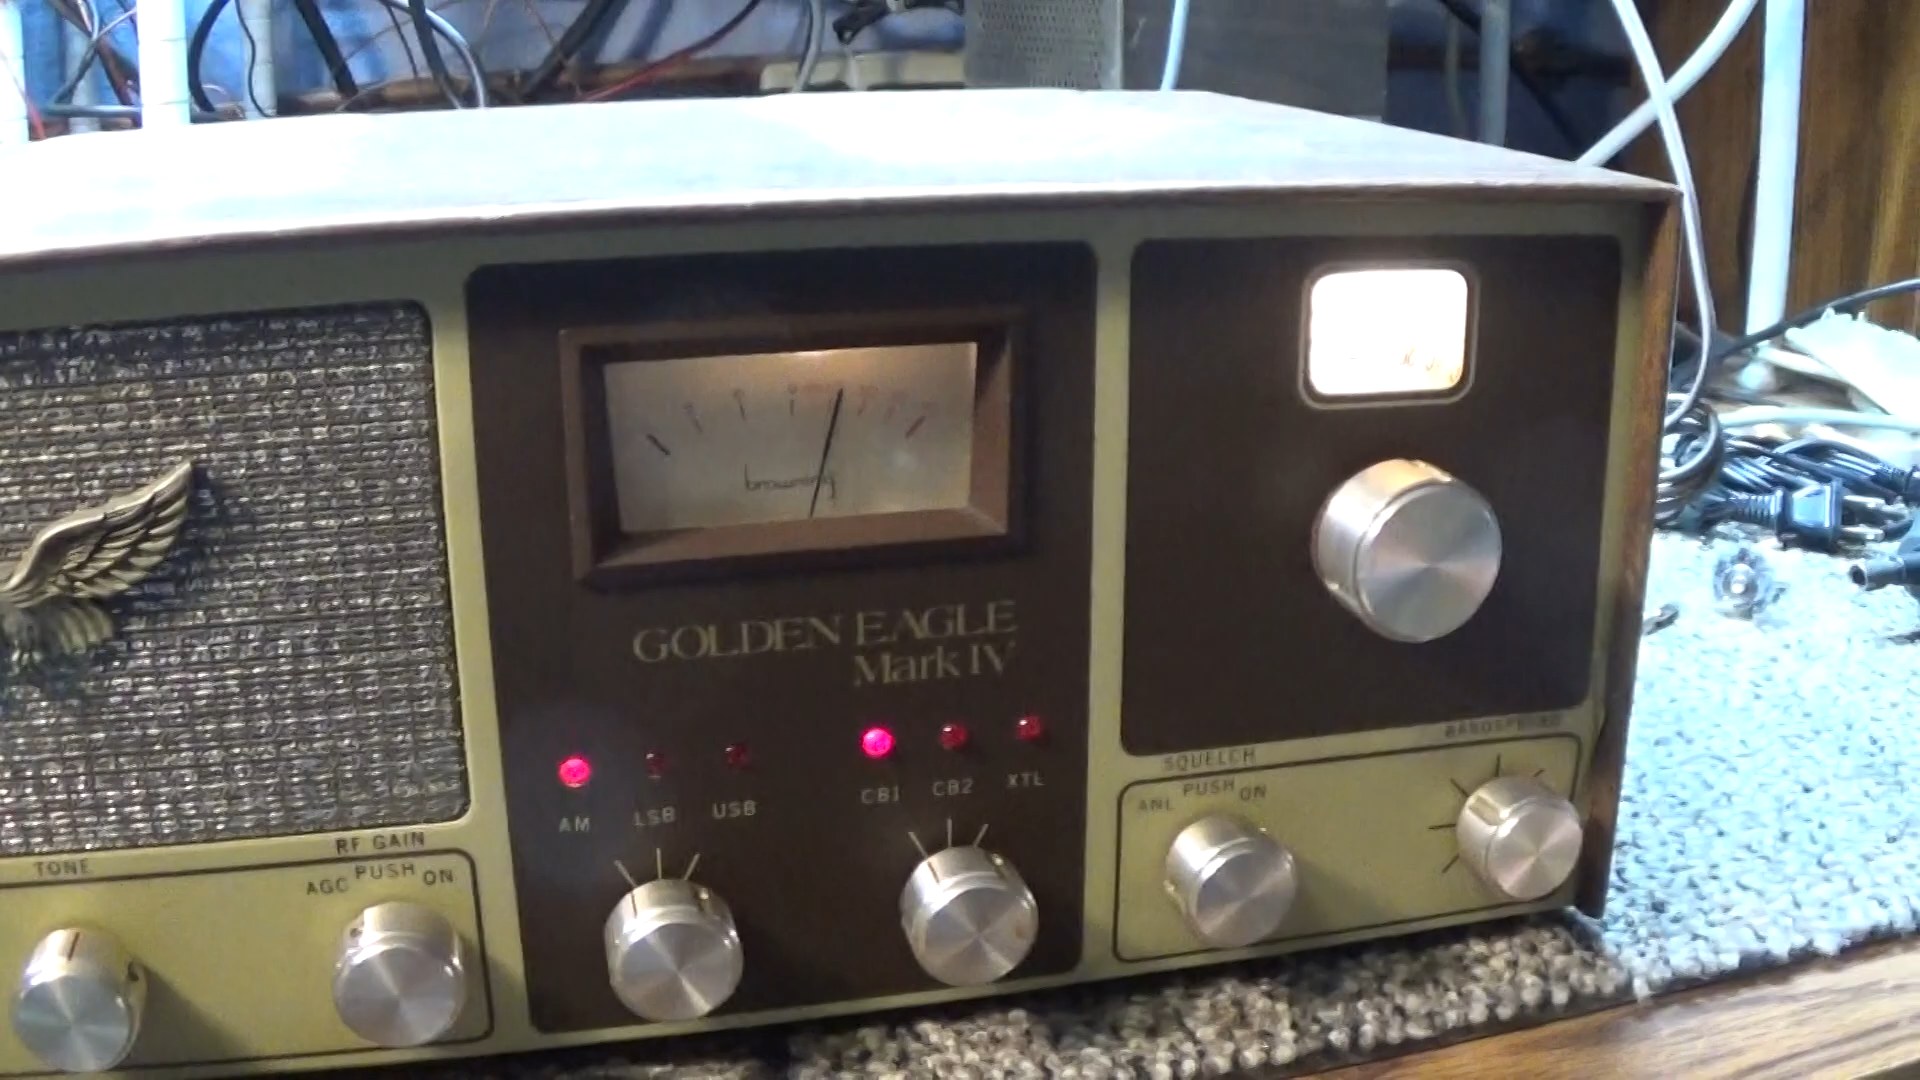 browning
GOLDEN EAGLE
Mark IV
AM LSB USB
CB1 CB2 XTL
TONE
RF GAIN
AGC PUSH ON
SQUELCH
ANL PUSH ON
BANDSPREAD